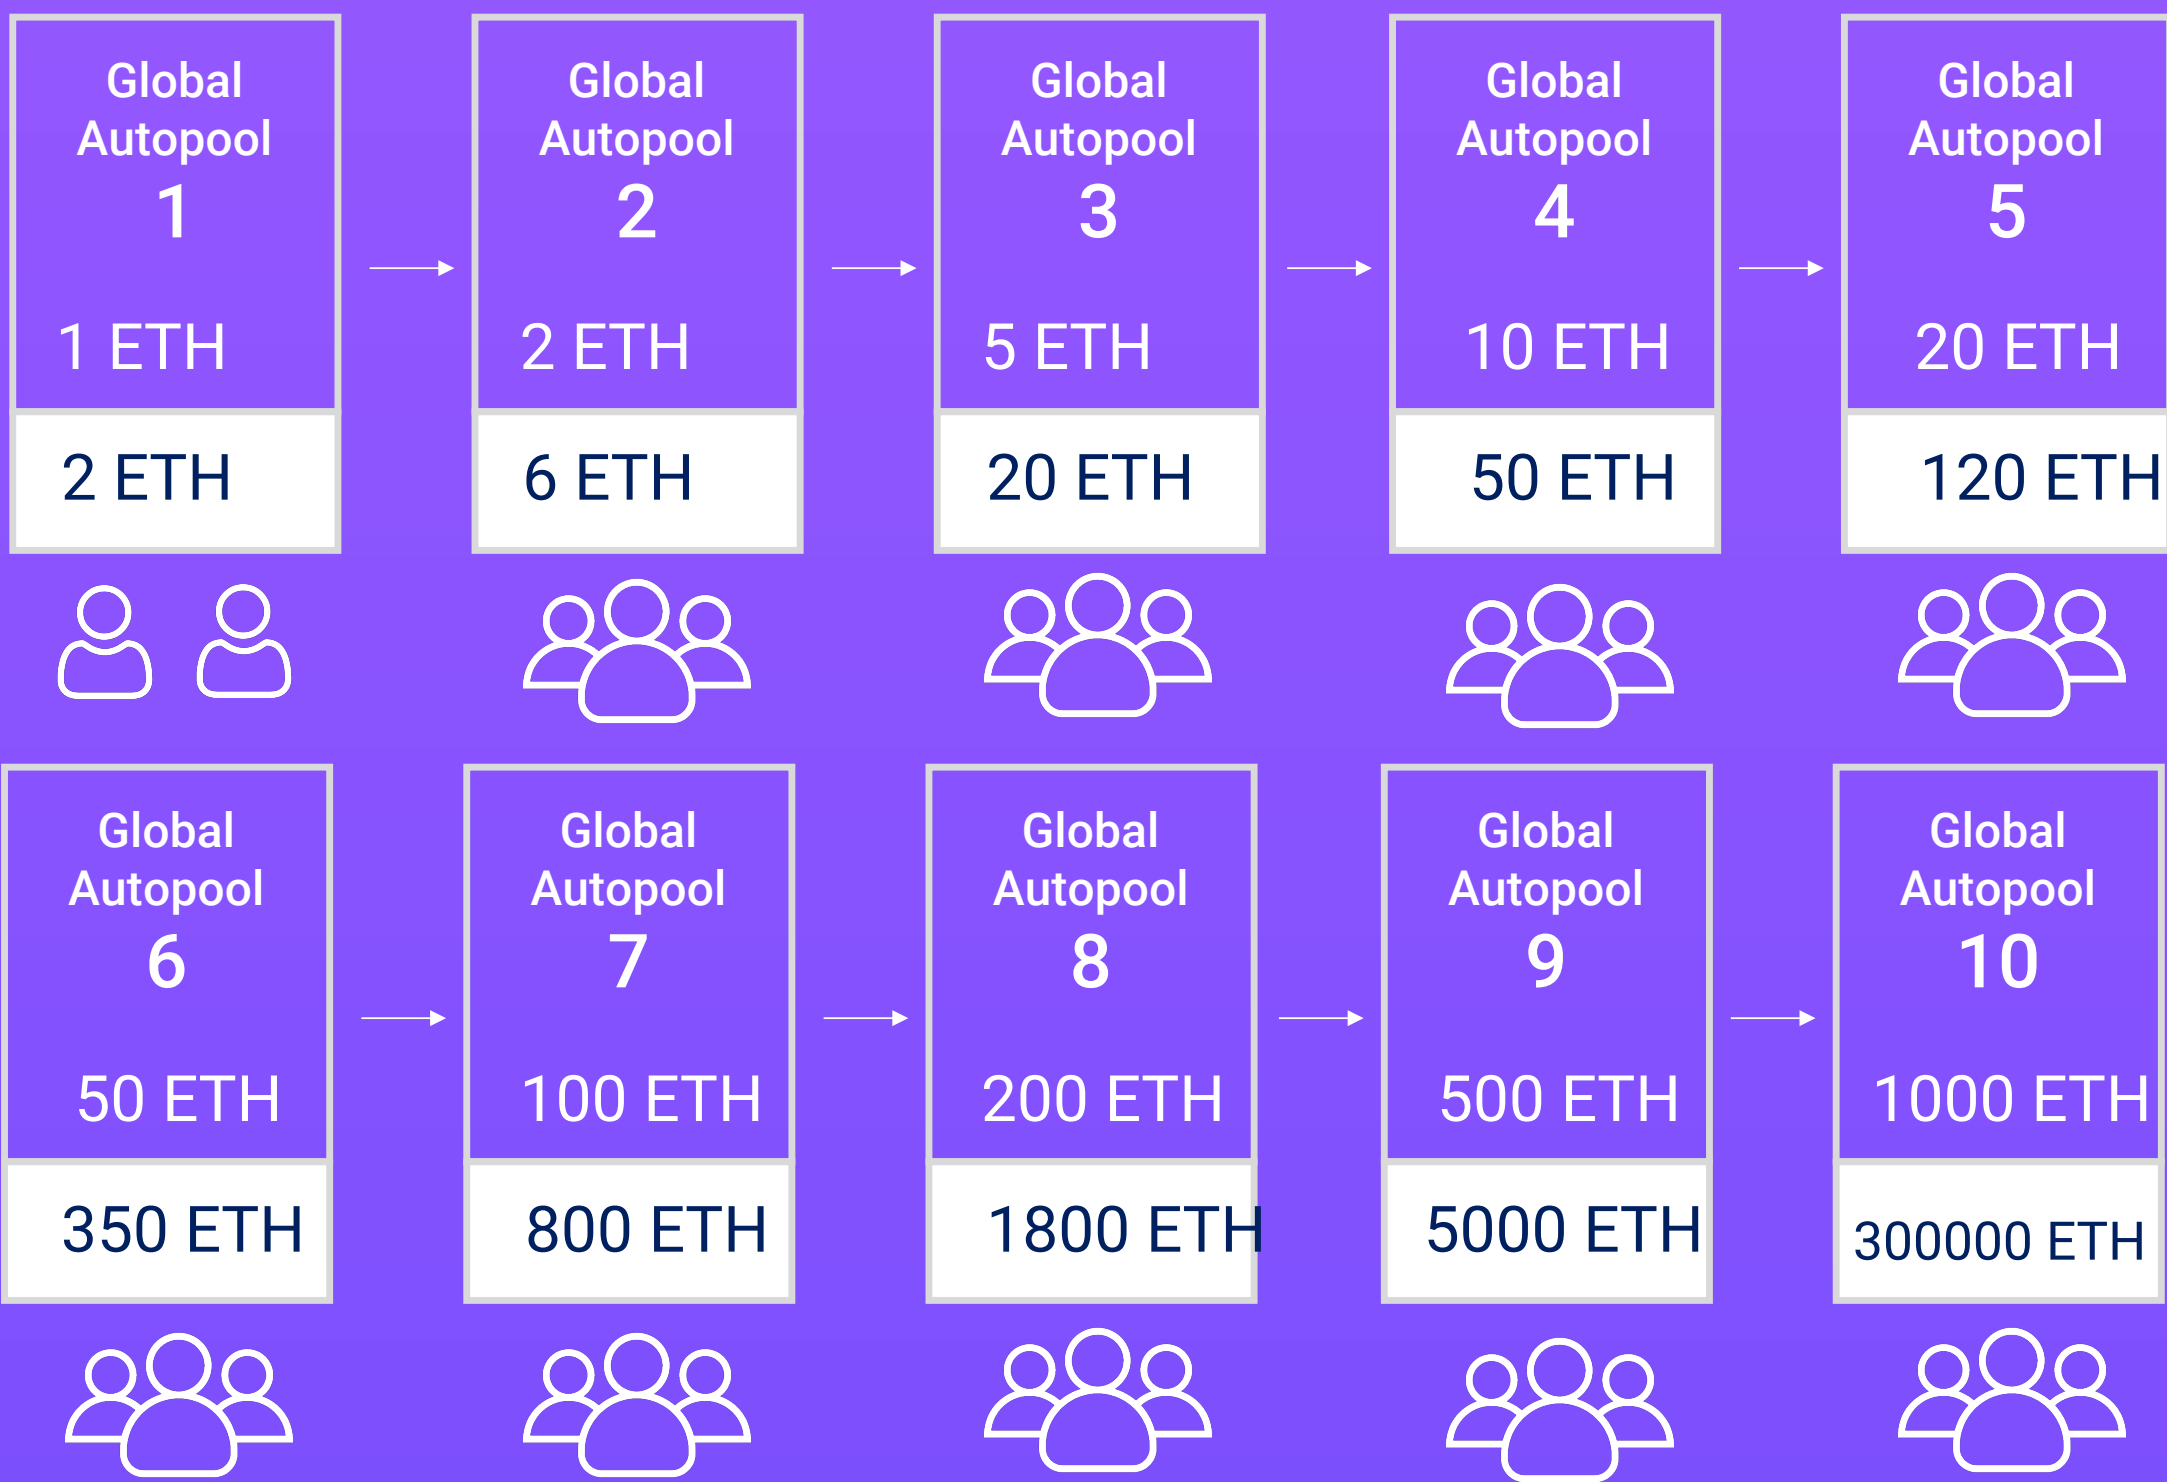 Global
Autopool
1
1 ETH
2 ETH
Global
Autopool
2
2 ETH
6 ETH
Global
Autopool
3
5 ETH
20 ETH
Global
Autopool
4
10 ETH
50 ETH
Global
Autopool
5
20 ETH
120 ETH
Global
Autopool
6
50 ETH
350 ETH
Global
Autopool
7
100 ETH
800 ETH
Global
Autopool
8
200 ETH
1800 ETH
Global
Autopool
9
500 ETH
5000 ETH
Global
Autopool
10
1000 ETH
300000 ETH